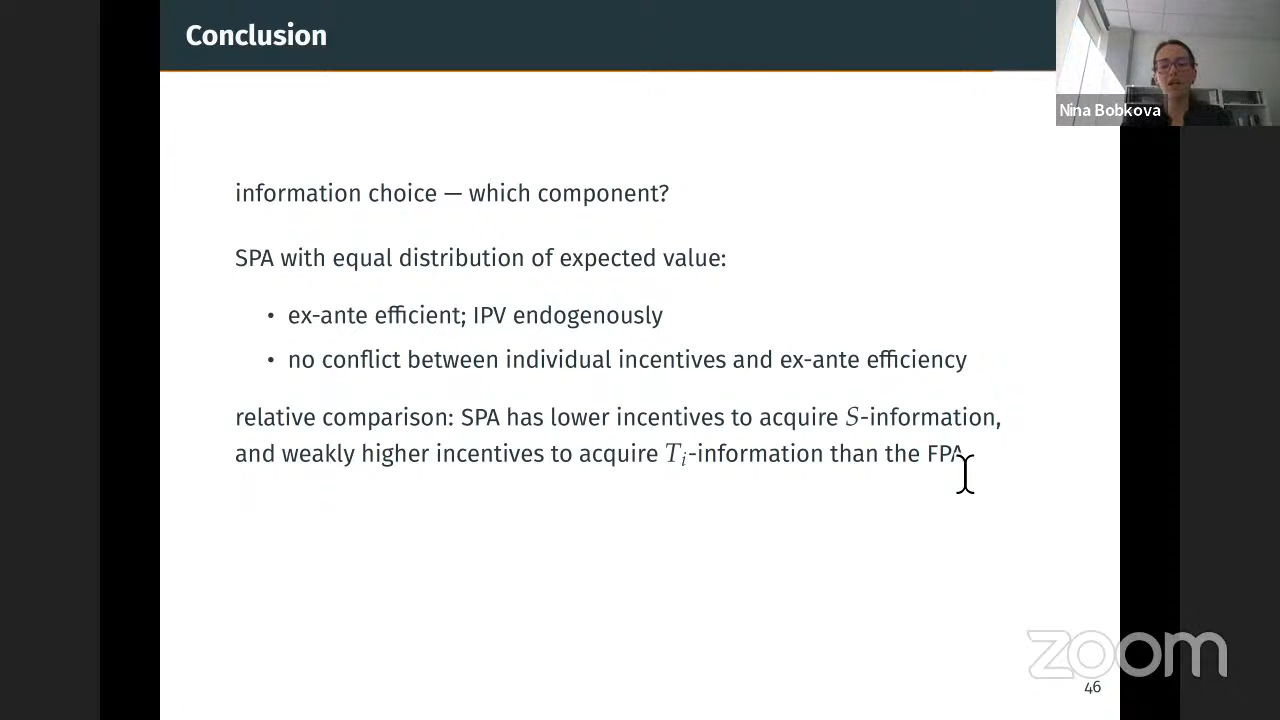 Conclusion
Nina Bobkova
information choice — which component?
SPA with equal distribution of expected value:
• ex-ante efficient; IPV endogenously
• no conflict between individual incentives and ex-ante efficiency
relative comparison: SPA has lower incentives to acquire S-information,
and weakly higher incentives to acquire Tᵢ-information than the FPA
zoom
46